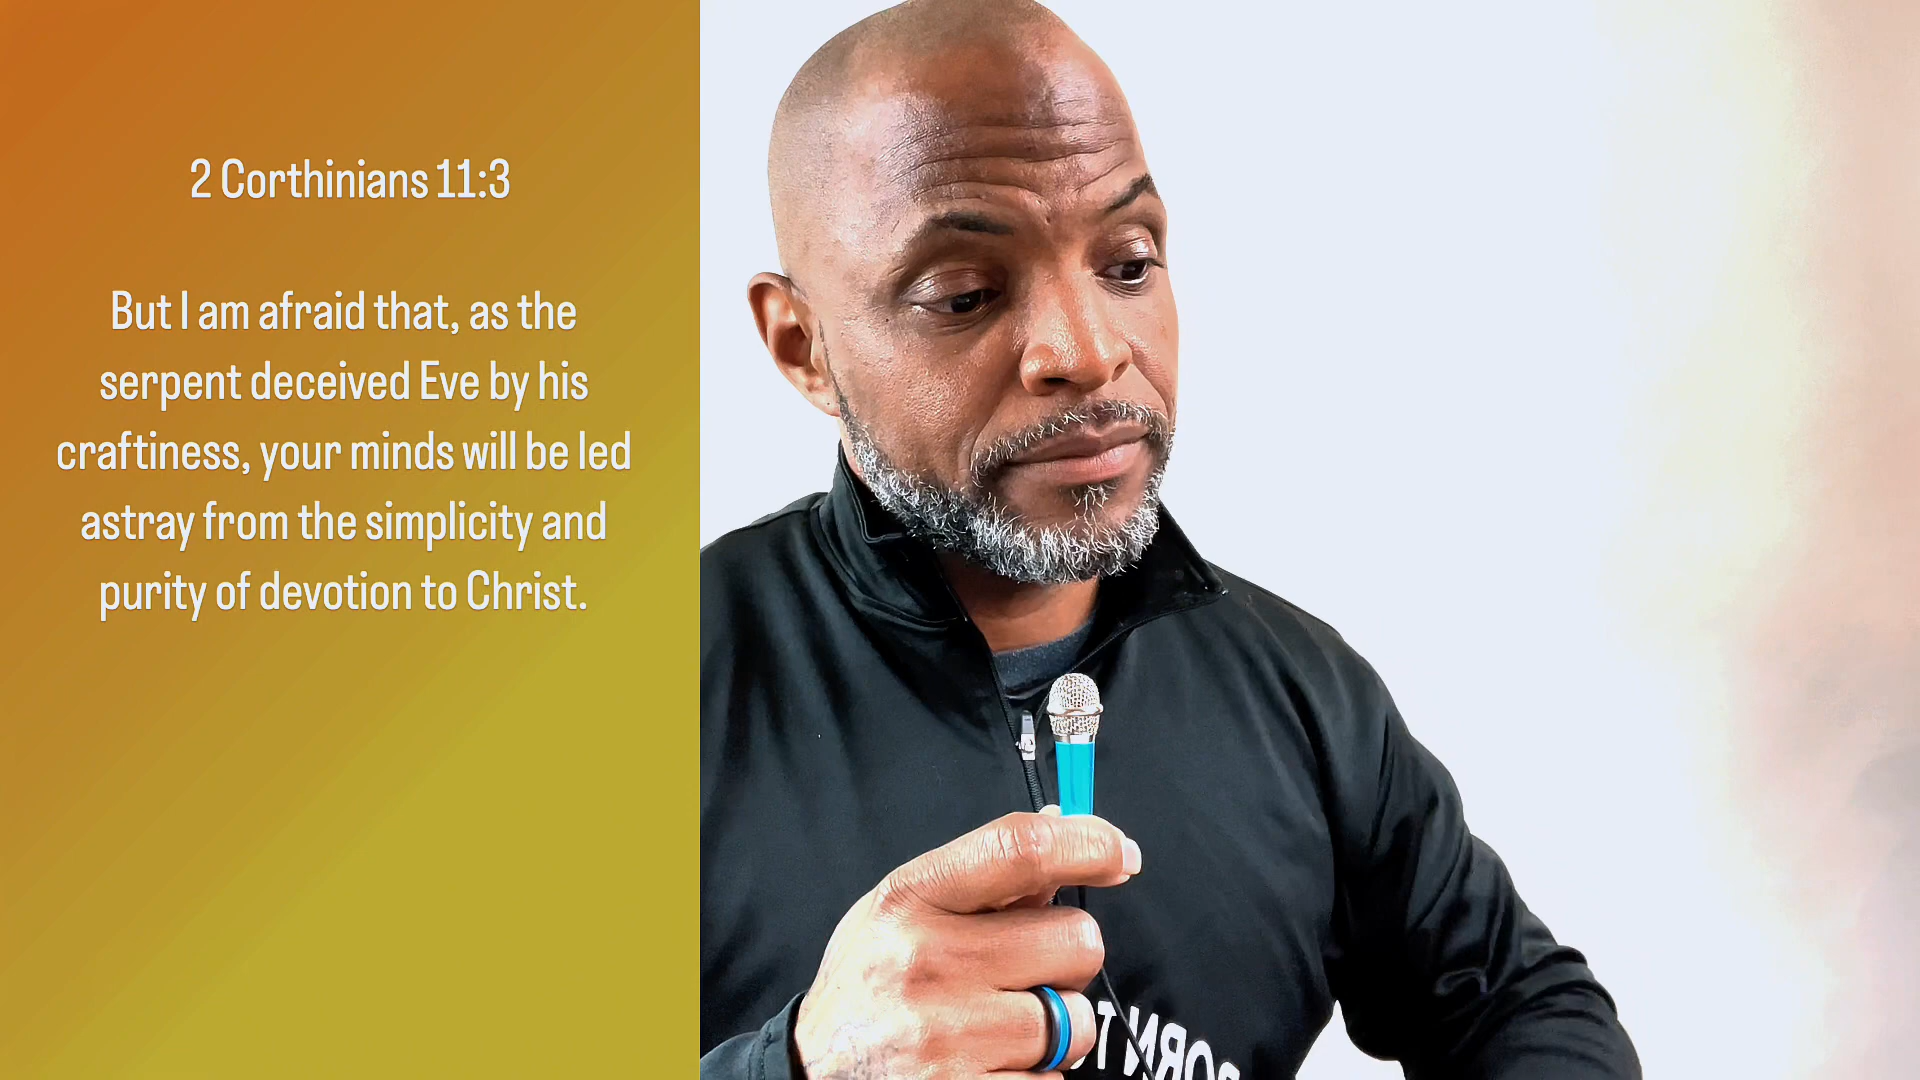 2 Corthinians 11:3
But I am afraid that, as the
serpent deceived Eve by his
craftiness, your minds will be led
astray from the simplicity and
purity of devotion to Christ.
BORN T